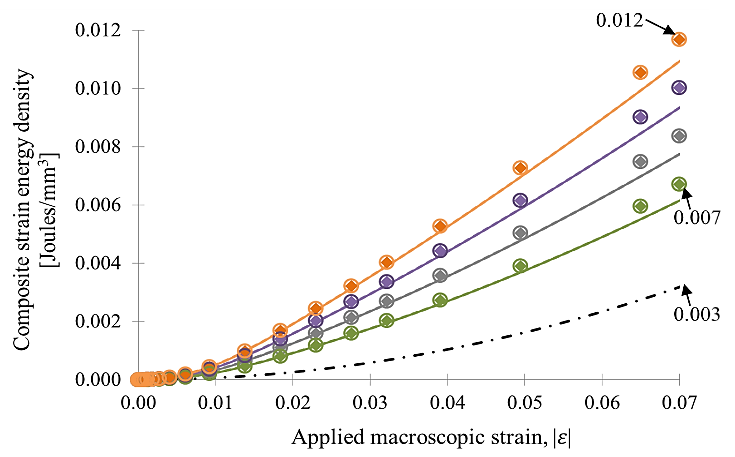 0.012
0.012
0.010
0.008
0.006
0.004
0.002
0.000
Composite strain energy density
[Joules/mm³]
0.007
0.003
0.00 0.01 0.02 0.03 0.04 0.05 0.06 0.07
Applied macroscopic strain, |ε|